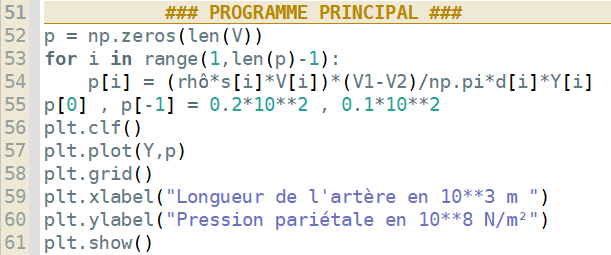 51 ### PROGRAMME PRINCIPAL ###
52 p = np.zeros(len(V))
53 for i in range(1,len(p)-1):
54     p[i] = (rhô*s[i]*V[i])*(V1-V2)/np.pi*d[i]*Y[i]
55 p[0] , p[-1] = 0.2*10**2 , 0.1*10**2
56 plt.clf()
57 plt.plot(Y,p)
58 plt.grid()
59 plt.xlabel("Longueur de l'artère en 10**3 m ")
60 plt.ylabel("Pression pariétale en 10**8 N/m²")
61 plt.show()